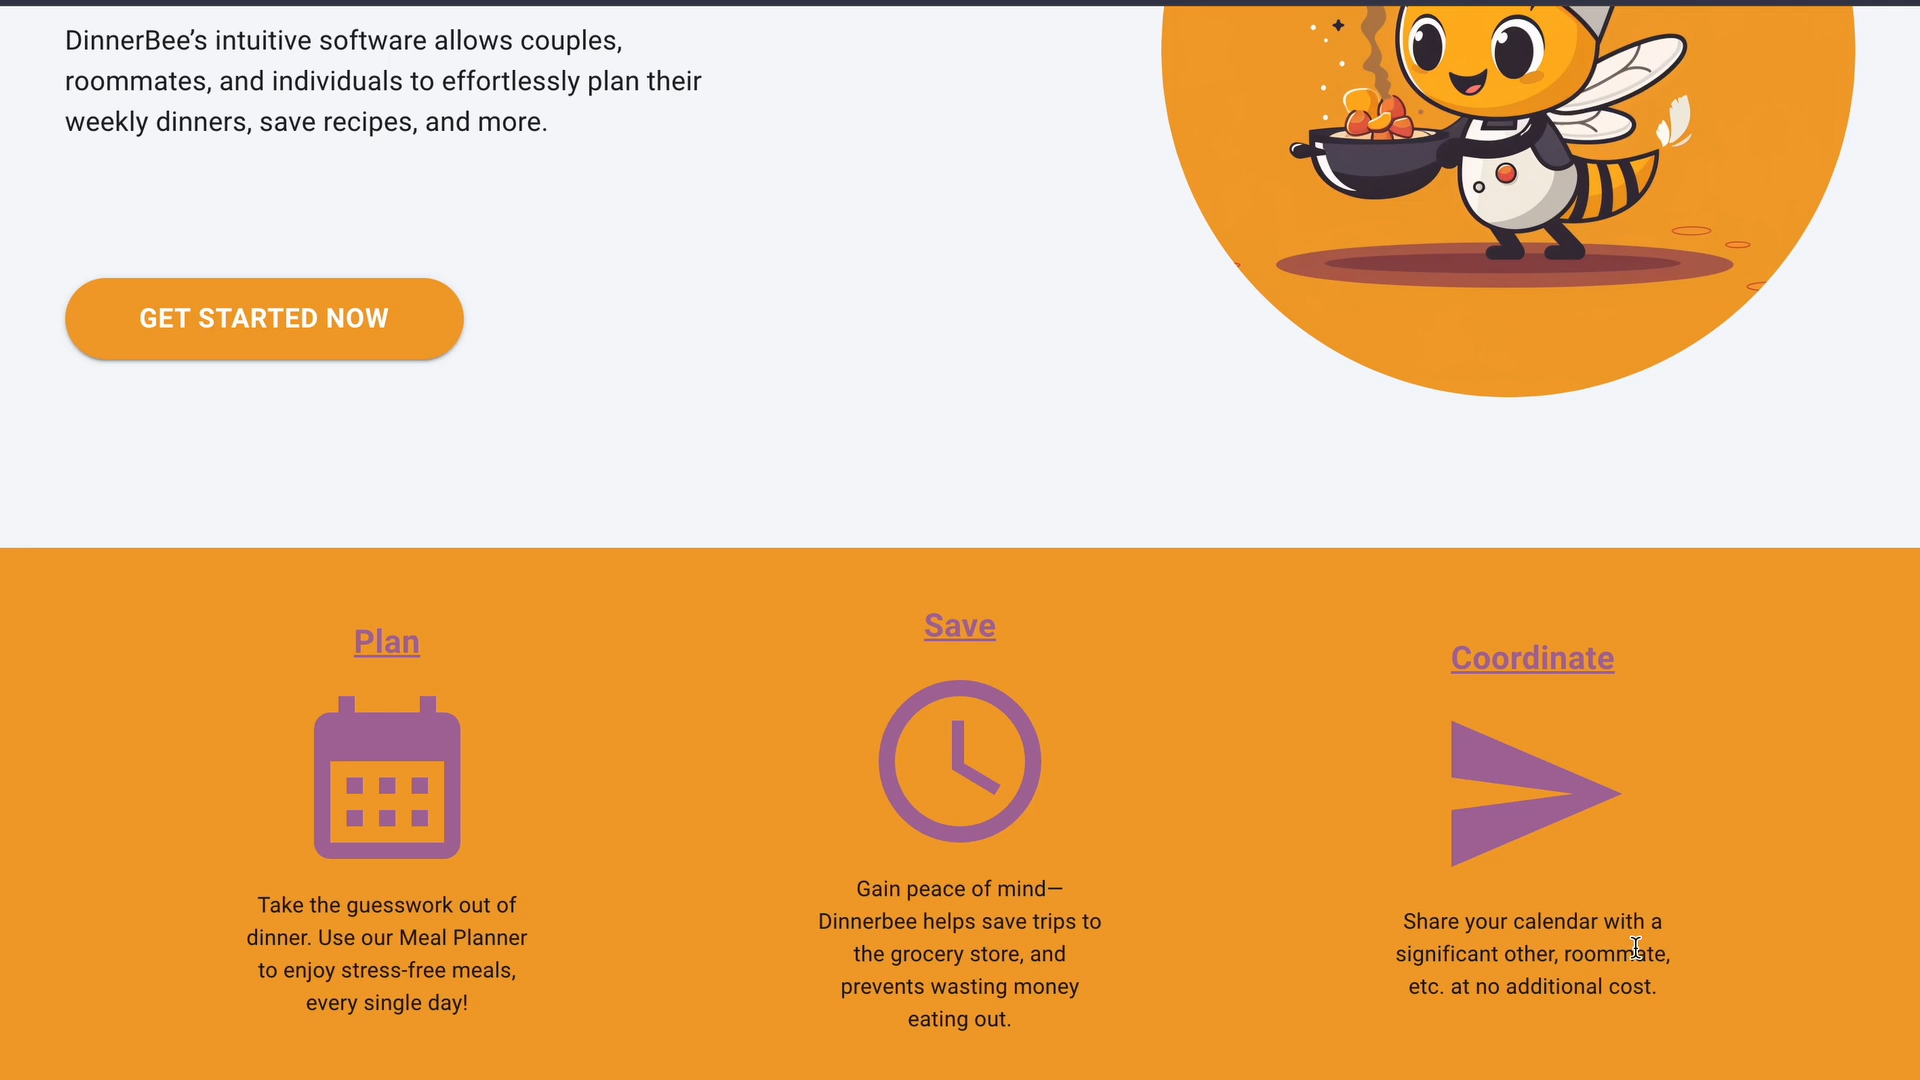 DinnerBee’s intuitive software allows couples,
roommates, and individuals to effortlessly plan their
weekly dinners, save recipes, and more.
GET STARTED NOW
Plan
Take the guesswork out of
dinner. Use our Meal Planner
to enjoy stress-free meals,
every single day!
Save
Gain peace of mind—
Dinnerbee helps save trips to
the grocery store, and
prevents wasting money
eating out.
Coordinate
Share your calendar with a
significant other, roommate,
etc. at no additional cost.